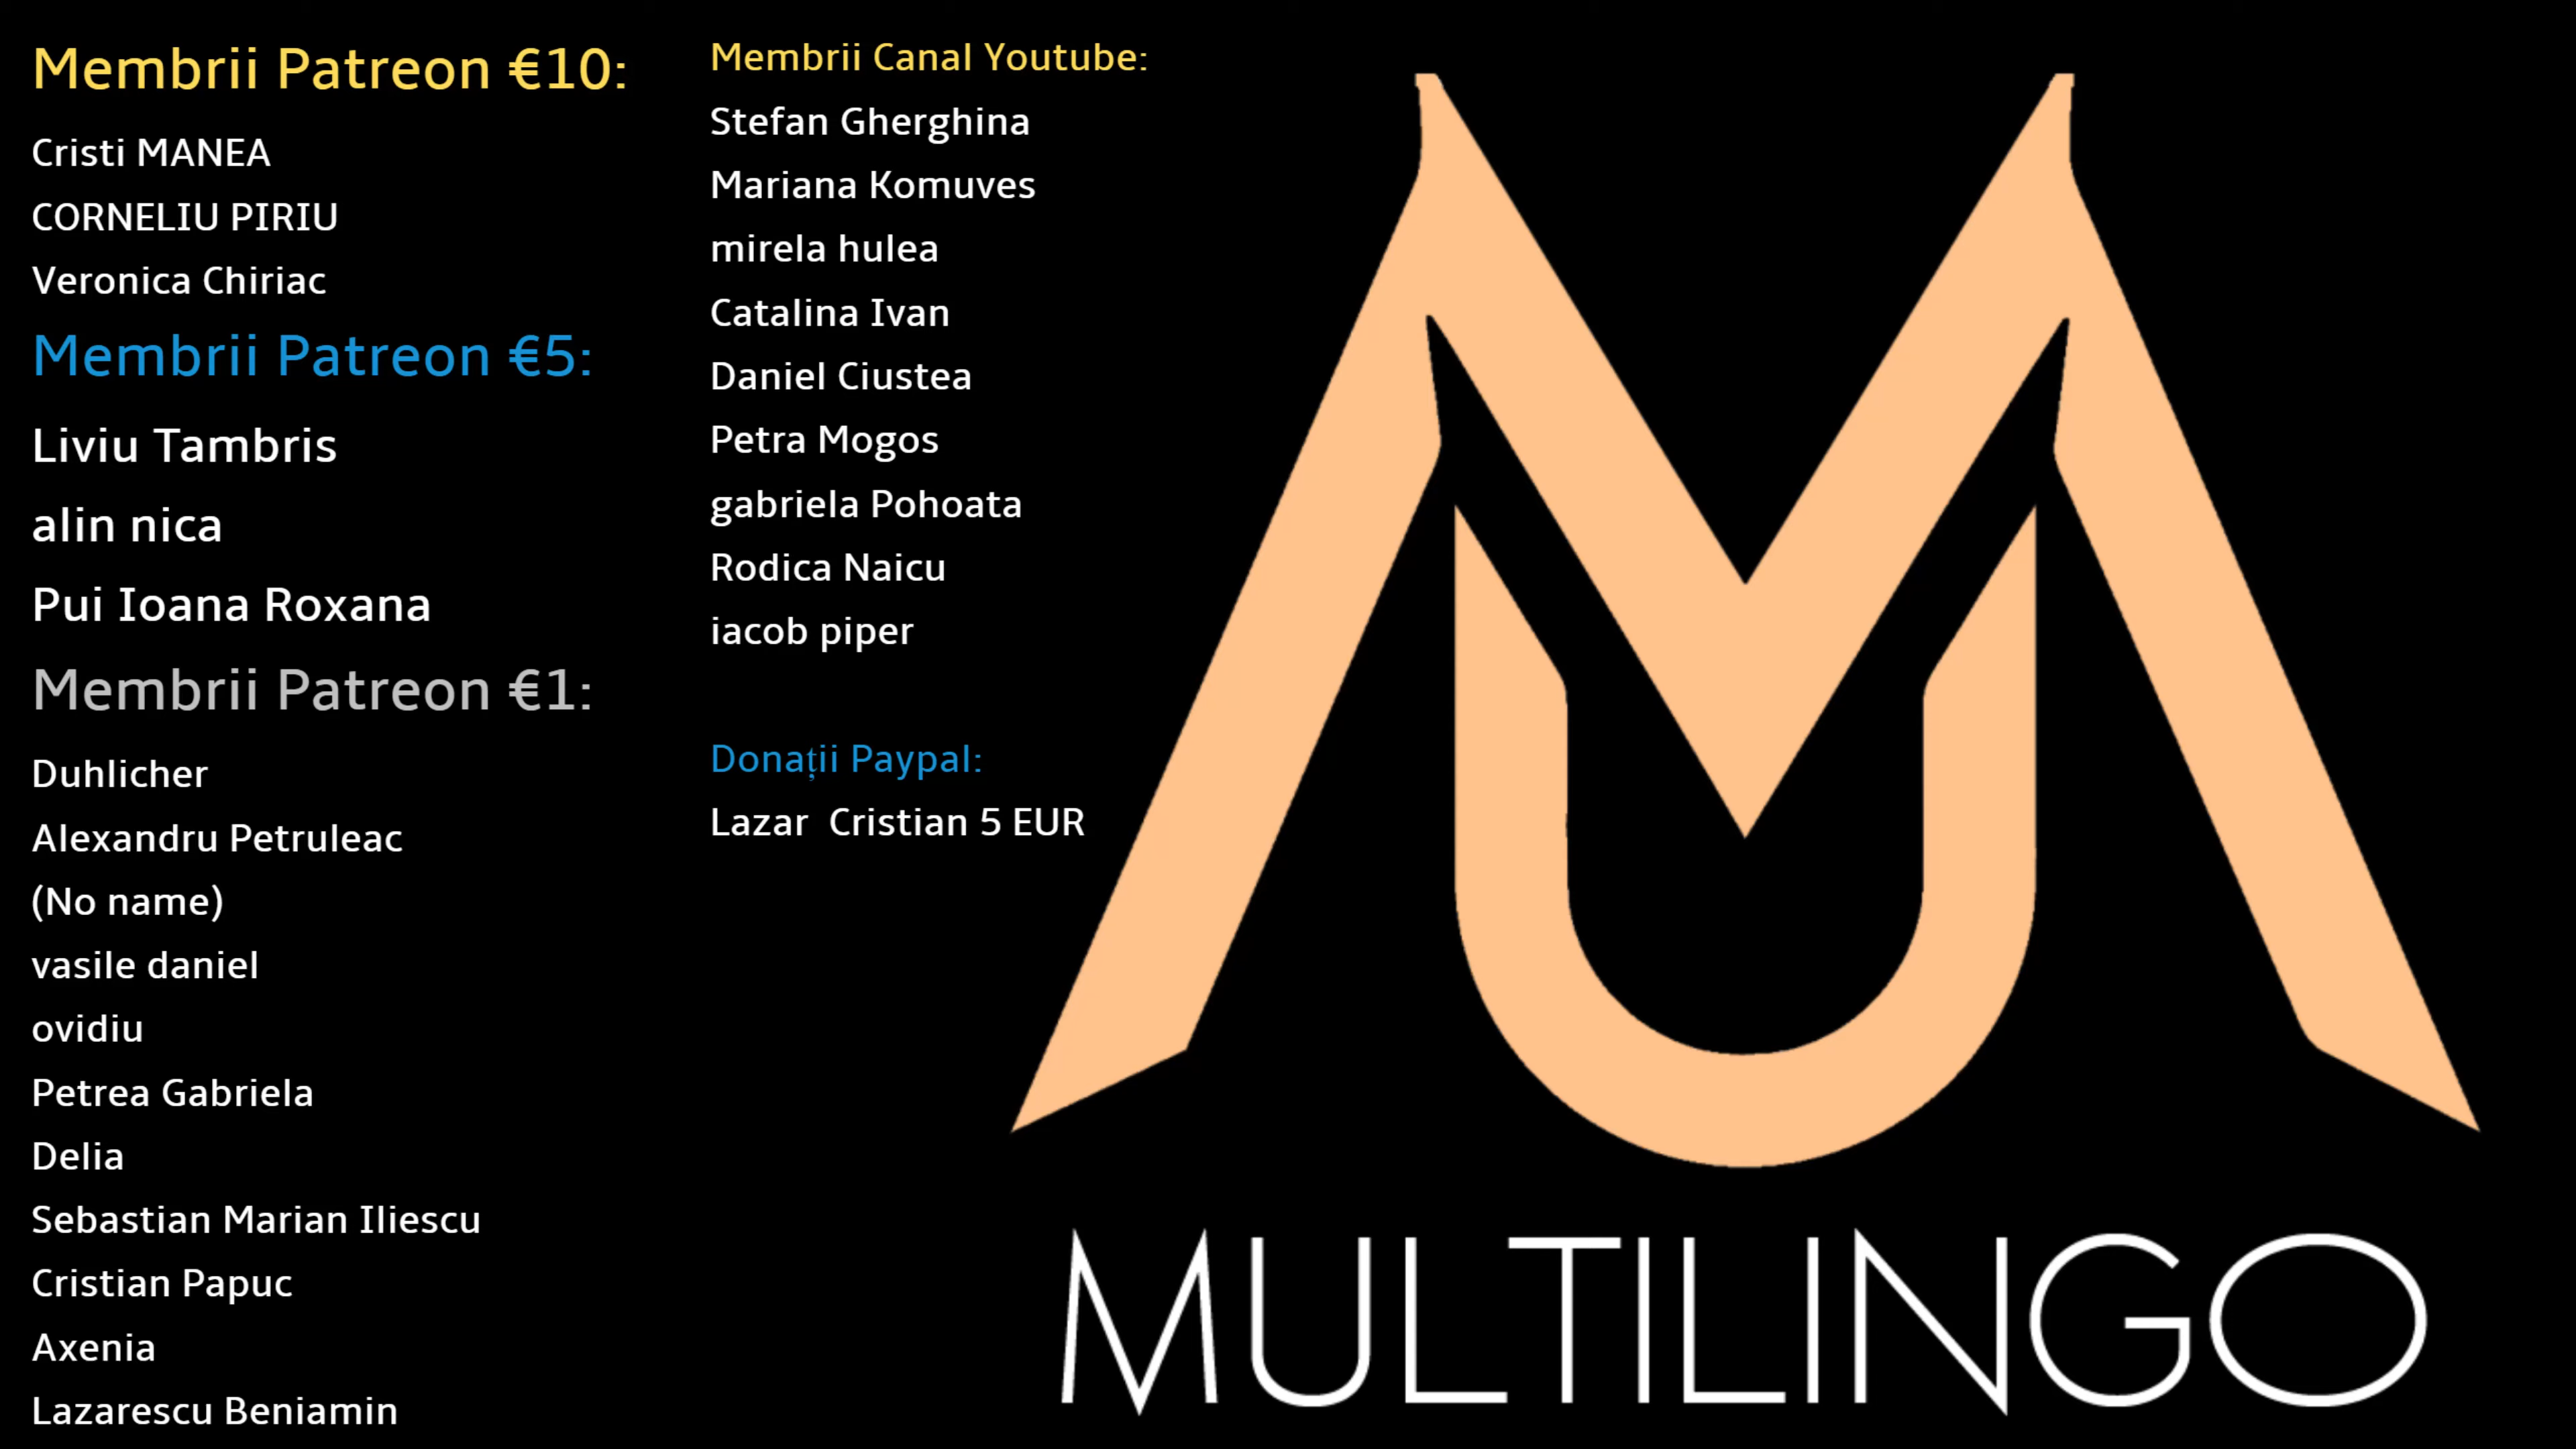 Membrii Patreon €10:
Cristi MANEA
CORNELIU PIRIU
Veronica Chiriac
Membrii Patreon €5:
Liviu Tambris
alin nica
Pui Ioana Roxana
Membrii Patreon €1:
Duhlicher
Alexandru Petruleac
(No name)
vasile daniel
ovidiu
Petrea Gabriela
Delia
Sebastian Marian Iliescu
Cristian Papuc
Axenia
Lazarescu Beniamin
Membrii Canal Youtube:
Stefan Gherghina
Mariana Komuves
mirela hulea
Catalina Ivan
Daniel Ciustea
Petra Mogos
gabriela Pohoata
Rodica Naicu
iacob piper
Donații Paypal:
Lazar  Cristian 5 EUR
MULTILINGO